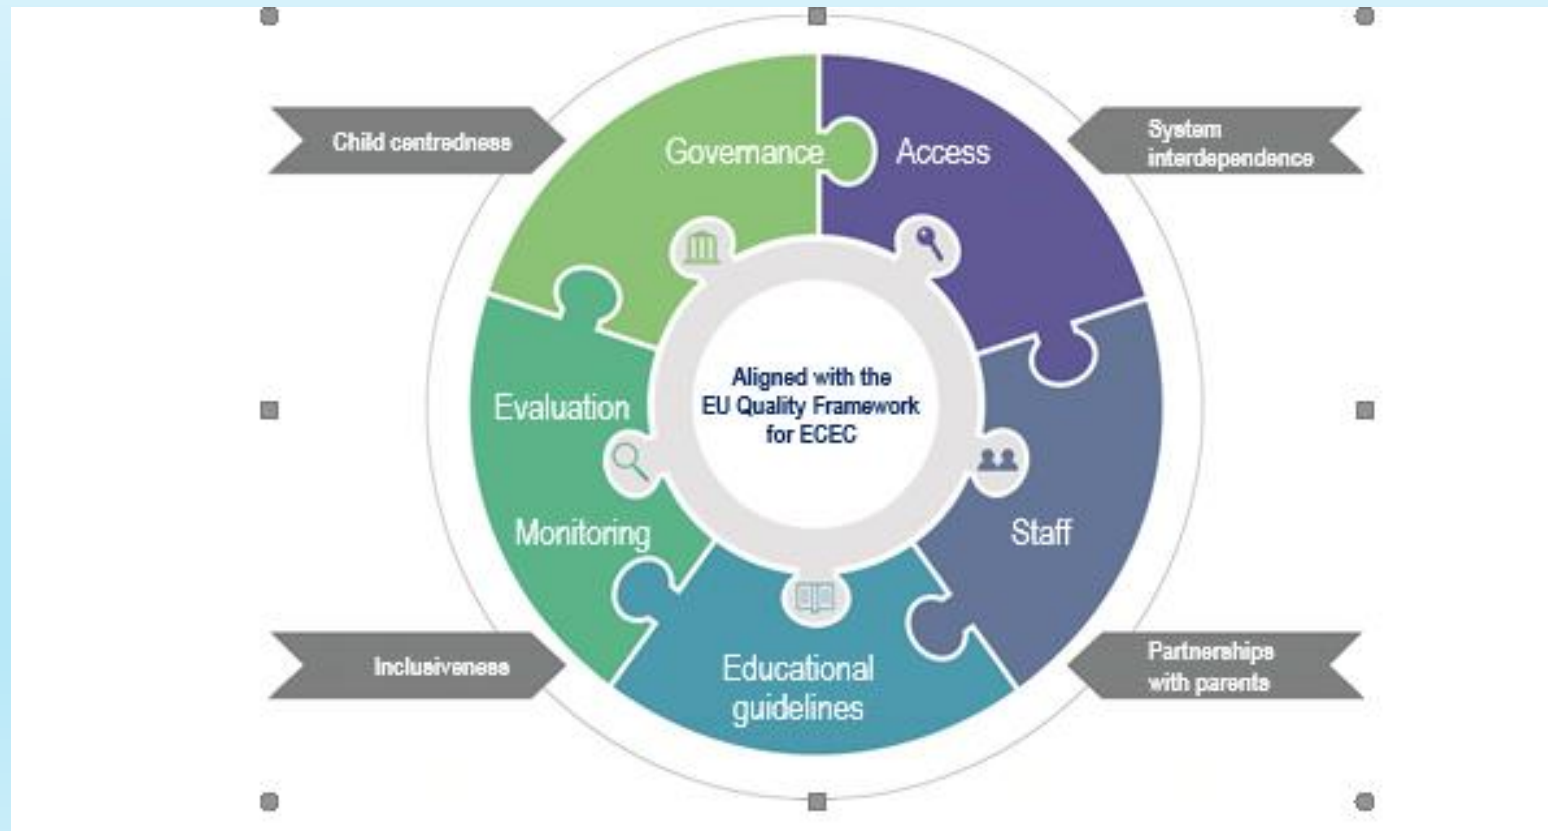 Child centredness
System
interdependence
Governance
Access
Aligned with the
EU Quality Framework
for ECEC
Evaluation
Monitoring
Staff
Educational
guidelines
Inclusiveness
Partnerships
with parents